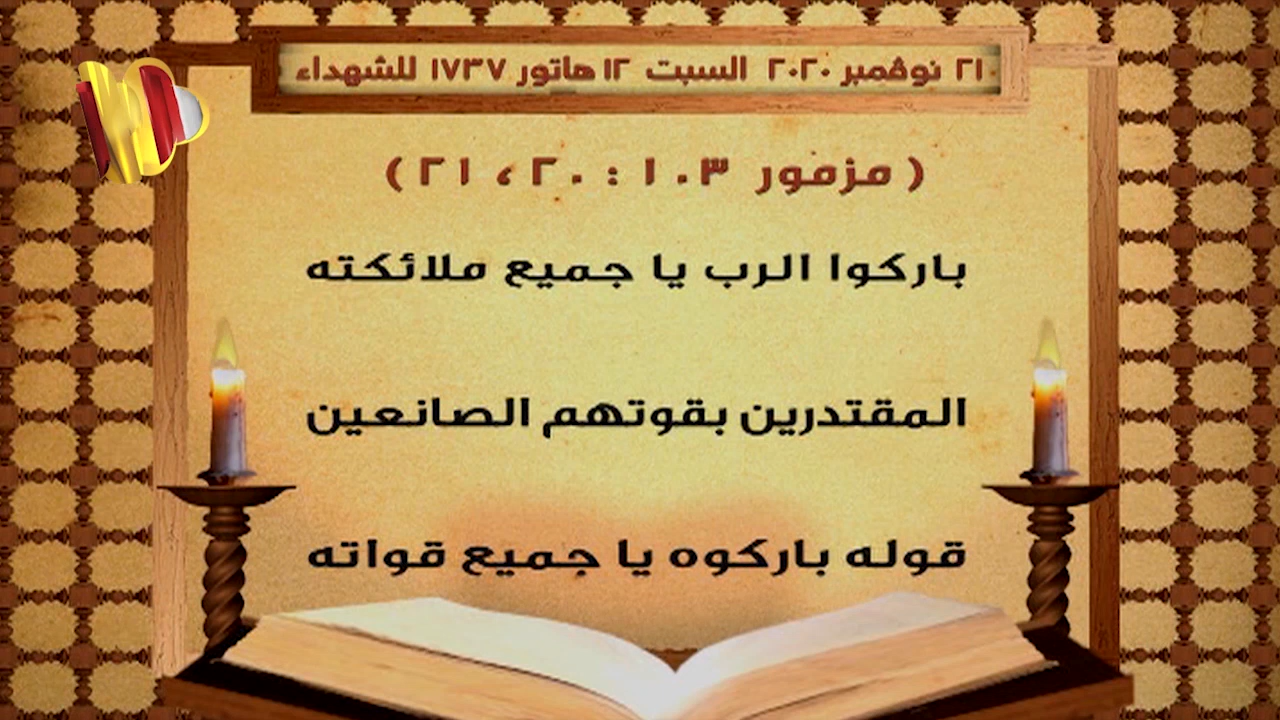 ٢١ نوفمبر ٢٠٢٠ السبت ١٢ هاتور ١٧٣٧ للشهداء
( مزمور ١٠٣ : ٢٠ ، ٢١ )
باركوا الرب يا جميع ملائكته
المقتدرين بقوتهم الصانعين
قوله باركوه يا جميع قواته